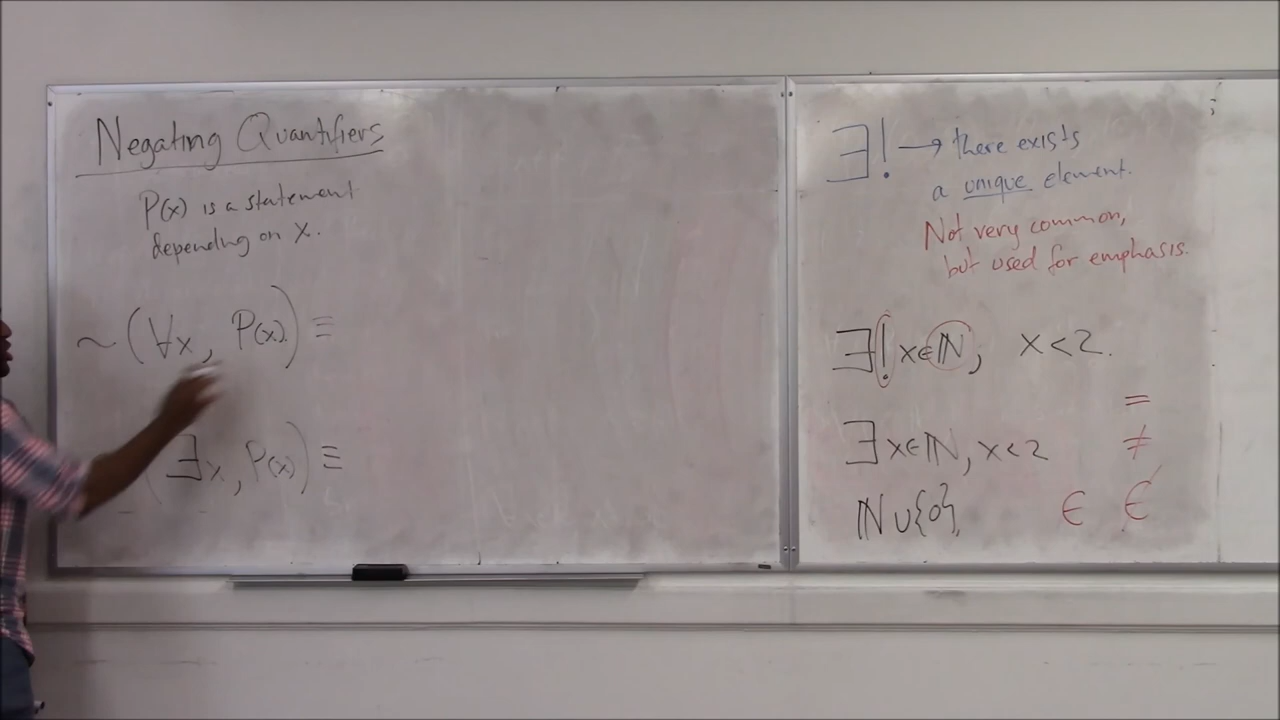 Negating Quantifiers
P(x) is a statement
depending on x.
~(∀x, P(x)) ≡
(∃x, P(x)) ≡
∃! → there exists
a unique element.
Not very common,
but used for emphasis.
∃! x∈ℕ, x<2.
=
∃ x∈ℕ, x<2 ≠
ℕ∪{0}, ∈ ∉